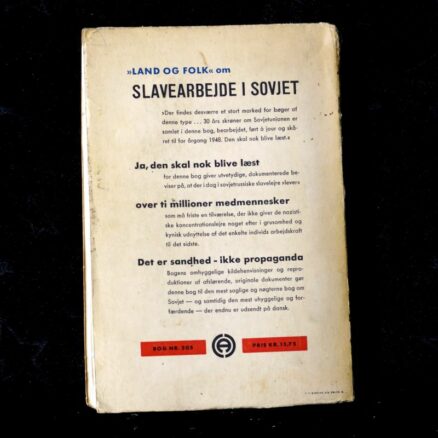 »LAND OG FOLK« om
SLAVEARBEJDE I SOVJET
»Der findes desværre et stort marked for bøger af
denne type . . . 30 års skrøner om Sovjetunionen er
samlet i denne bog, bearbejdet, ført à jour og skå-
ret til for årgang 1948. Den skal nok blive læst.«
Ja, den skal nok blive læst
for denne bog giver utvetydige, dokumenterede be-
viser på, at der i dag i sovjetrussiske slavelejre »lever«
over ti millioner medmennesker
som må friste en tilværelse, der ikke giver de nazisti-
ske koncentrationslejre noget efter i grusomhed og
kynisk udnyttelse af det enkelte individs arbejdskraft
til det sidste.
Det er sandhed - ikke propaganda
Bogens omhyggelige kildehenvisninger og repro-
duktioner af afslørende, originale dokumenter gør
denne bog til den mest saglige og nøgterne bog om
Sovjet — og samtidig den mest uhyggelige og for-
færdende — der endnu er udsendt på dansk.
BOG NR. 205
PRIS KR. 15,75